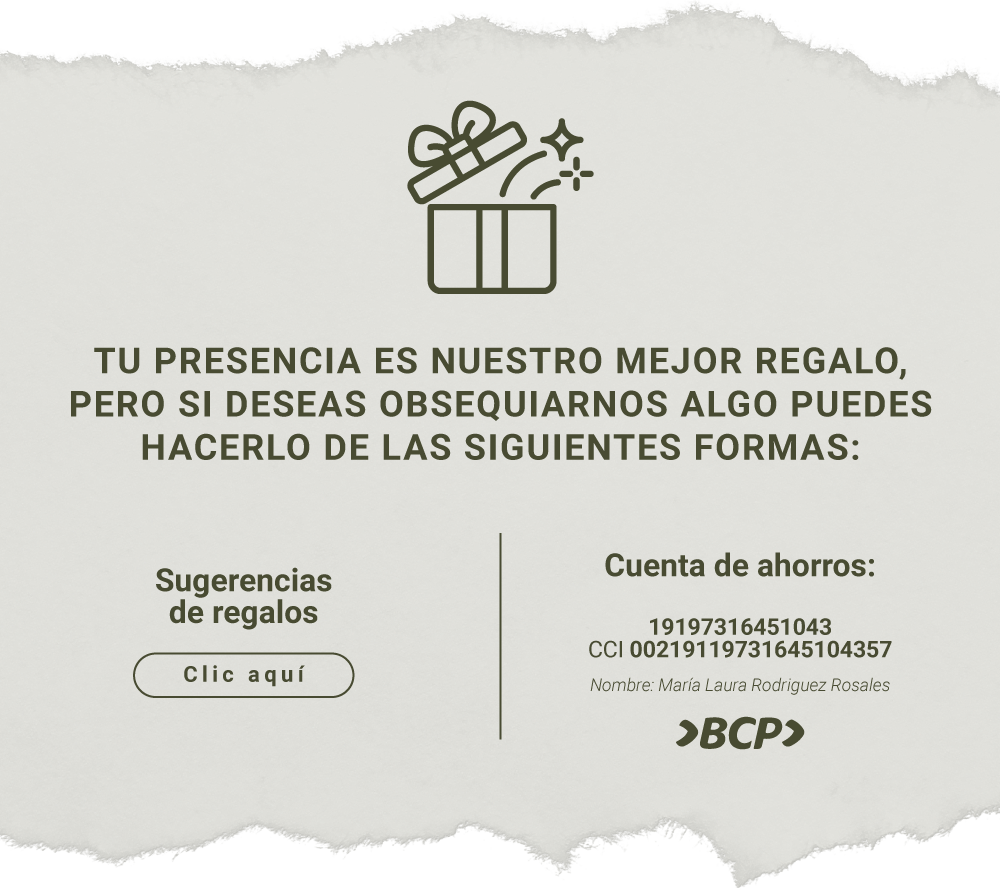 TU PRESENCIA ES NUESTRO MEJOR REGALO,
PERO SI DESEAS OBSEQUIARNOS ALGO PUEDES
HACERLO DE LAS SIGUIENTES FORMAS:
Sugerencias
de regalos
Clic aquí
Cuenta de ahorros:
19197316451043
CCI 00219119731645104357
Nombre: María Laura Rodriguez Rosales
BCP